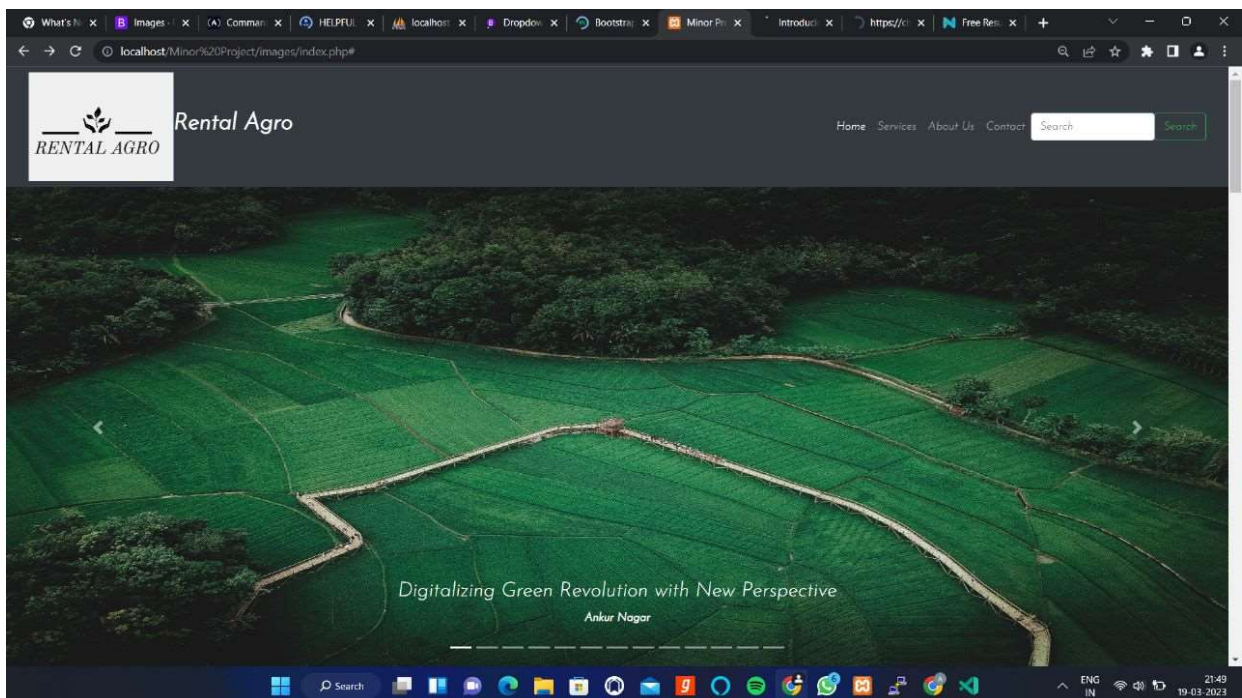 What's N
Images -
Comman
HELPFUL
localhost
Dropdow
Bootstrap
Minor Pr
Introduci
https://c
Free Resu
localhost/Minor%20Project/images/index.php#
RENTAL AGRO
Rental Agro
Home Services About Us Contact Search Search
Digitalizing Green Revolution with New Perspective
Ankur Nagar
Search
ENG
IN
21:49
19-03-2023